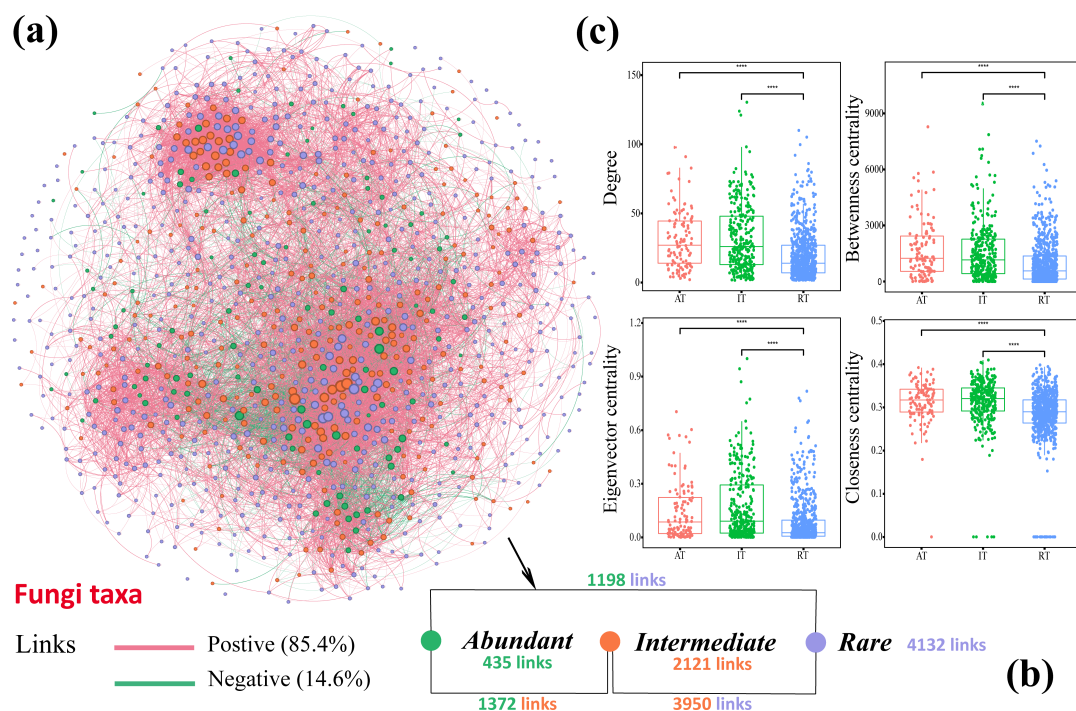 (a)
Fungi taxa
Links
Postive (85.4%)
Negative (14.6%)
(c)
Degree
150
100
50
0
****
****
AT
IT
RT
Betwenness centrality
9000
6000
3000
0
****
****
AT
IT
RT
Eigenvector centrality
1.2
0.9
0.6
0.3
0.0
****
****
AT
IT
RT
Closeness centrality
0.5
0.4
0.3
0.2
0.1
0.0
****
****
AT
IT
RT
1198 links
Abundant
435 links
Intermediate
2121 links
Rare 4132 links
1372 links
3950 links
(b)